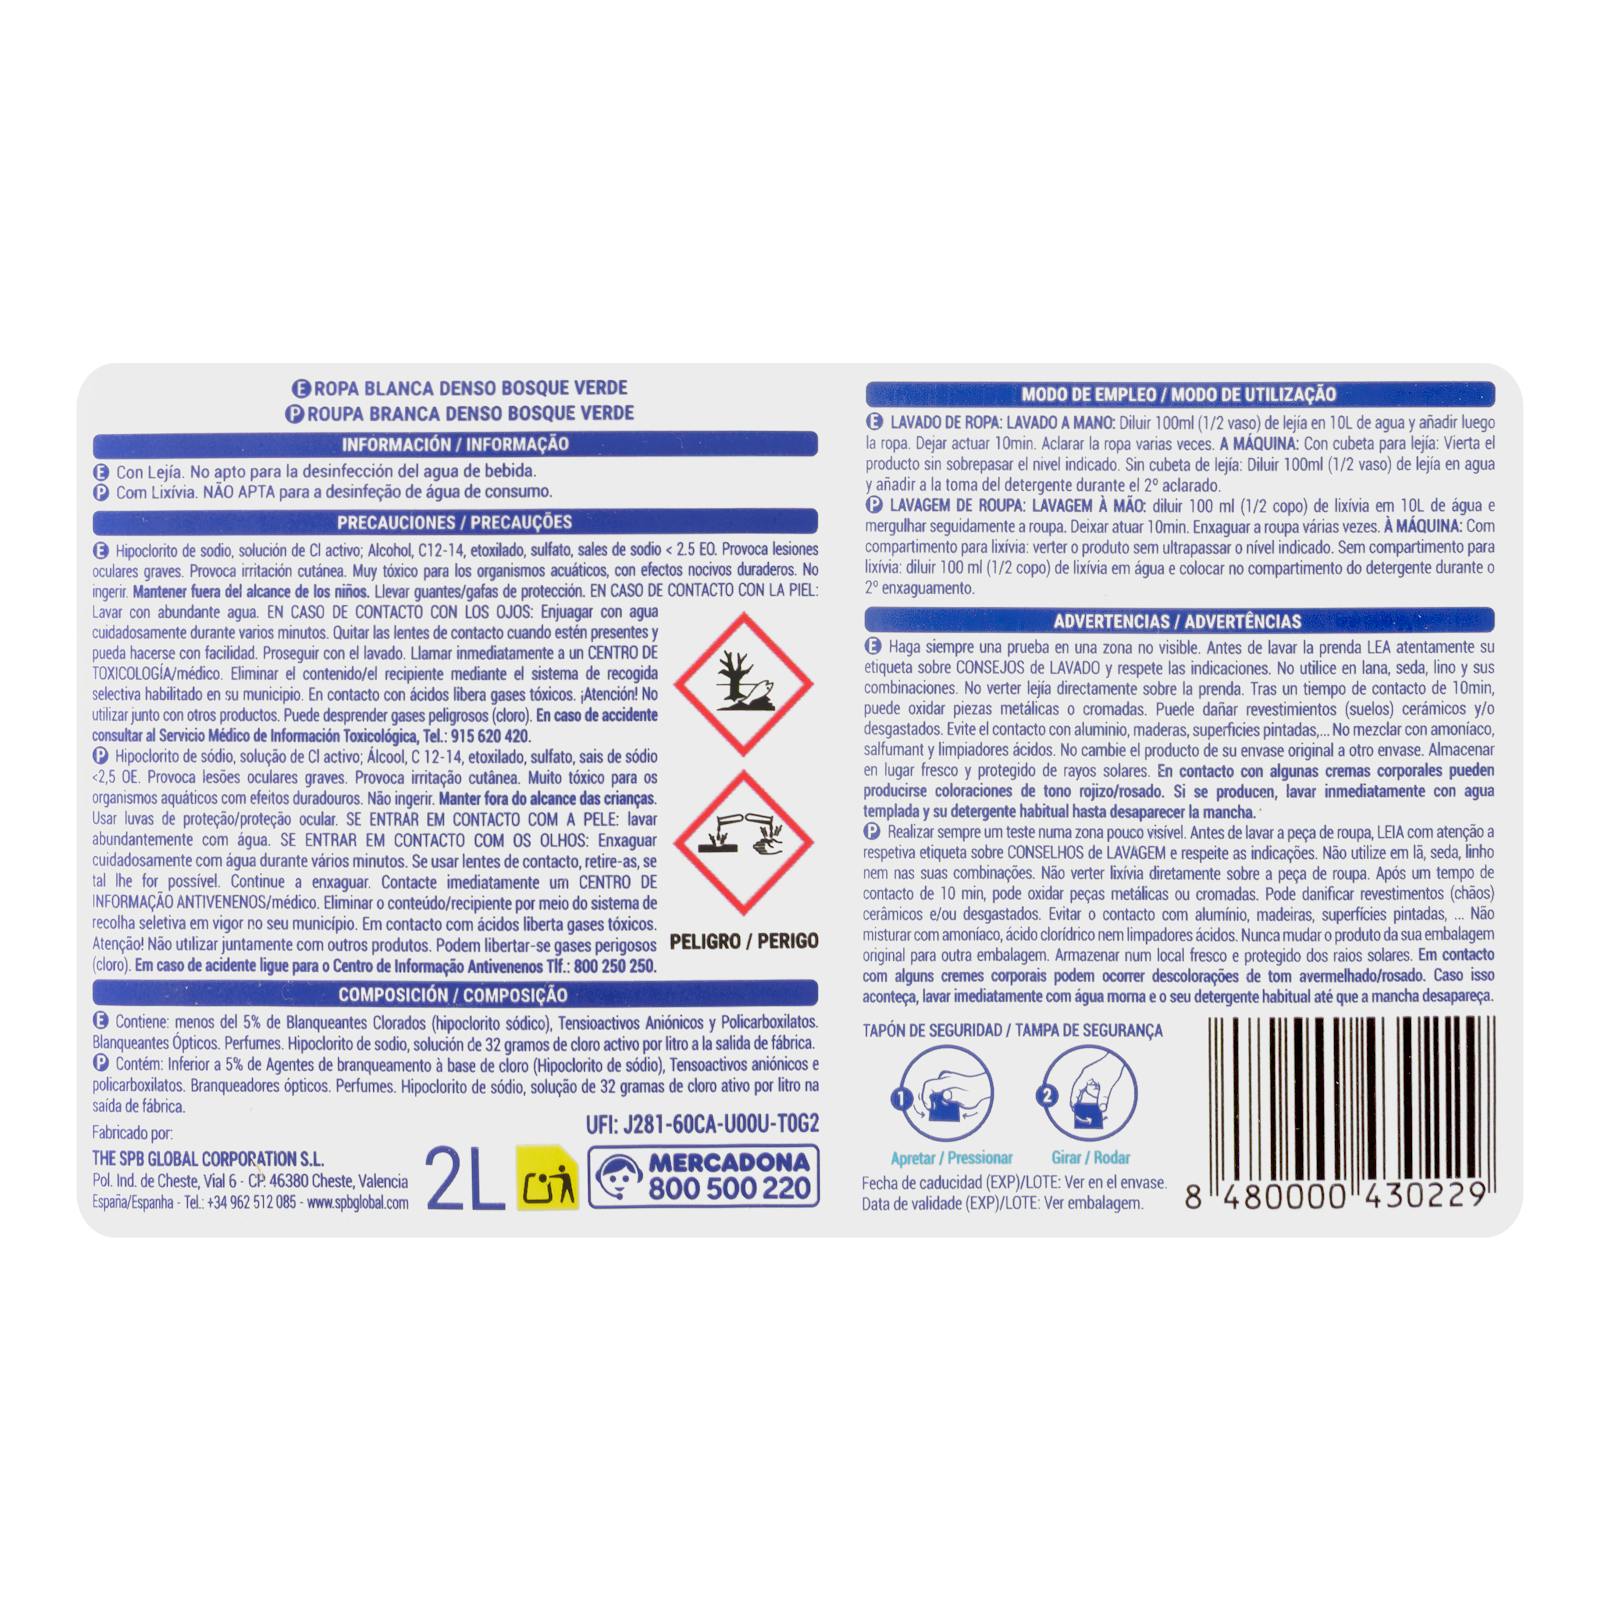 E ROPA BLANCA DENSO BOSQUE VERDE
P ROUPA BRANCA DENSO BOSQUE VERDE
INFORMACIÓN / INFORMAÇÃO
E Con Lejía. No apto para la desinfección del agua de bebida.
P Com Lixívia. NÃO APTA para a desinfeção de água de consumo.
PRECAUCIONES / PRECAUÇÕES
E Hipoclorito de sodio, solución de Cl activo; Alcohol, C12-14, etoxilado, sulfato, sales de sodio < 2.5 EO. Provoca lesiones
oculares graves. Provoca irritación cutánea. Muy tóxico para los organismos acuáticos, con efectos nocivos duraderos. No
ingerir. Mantener fuera del alcance de los niños. Llevar guantes/gafas de protección. EN CASO DE CONTACTO CON LA PIEL:
Lavar con abundante agua. EN CASO DE CONTACTO CON LOS OJOS: Enjuagar con agua
cuidadosamente durante varios minutos. Quitar las lentes de contacto cuando estén presentes y
pueda hacerse con facilidad. Proseguir con el lavado. Llamar inmediatamente a un CENTRO DE
TOXICOLOGÍA/médico. Eliminar el contenido/el recipiente mediante el sistema de recogida
selectiva habilitado en su municipio. En contacto con ácidos libera gases tóxicos. ¡Atención! No
utilizar junto con otros productos. Puede desprender gases peligrosos (cloro). En caso de accidente
consultar al Servicio Médico de Información Toxicológica, Tel.: 915 620 420.
P Hipoclorito de sódio, solução de Cl activo; Álcool, C 12-14, etoxilado, sulfato, sais de sódio
<2,5 OE. Provoca lesões oculares graves. Provoca irritação cutânea. Muito tóxico para os
organismos aquáticos com efeitos duradouros. Não ingerir. Manter fora do alcance das crianças.
Usar luvas de proteção/proteção ocular. SE ENTRAR EM CONTACTO COM A PELE: lavar
abundantemente com água. SE ENTRAR EM CONTACTO COM OS OLHOS: Enxaguar
cuidadosamente com água durante vários minutos. Se usar lentes de contacto, retire-as, se
tal lhe for possível. Continue a enxaguar. Contacte imediatamente um CENTRO DE
INFORMAÇÃO ANTIVENENOS/médico. Eliminar o conteúdo/recipiente por meio do sistema de
recolha seletiva em vigor no seu município. Em contacto com ácidos liberta gases tóxicos.
Atenção! Não utilizar juntamente com outros produtos. Podem libertar-se gases perigosos
(cloro). Em caso de acidente ligue para o Centro de Informação Antivenenos Tlf.: 800 250 250.
PELIGRO / PERIGO
COMPOSICIÓN / COMPOSIÇÃO
E Contiene: menos del 5% de Blanqueantes Clorados (hipoclorito sódico), Tensioactivos Aniónicos y Policarboxilatos.
Blanqueantes Ópticos. Perfumes. Hipoclorito de sodio, solución de 32 gramos de cloro activo por litro a la salida de fábrica.
P Contém: Inferior a 5% de Agentes de branqueamento à base de cloro (Hipoclorito de sódio), Tensoactivos aniónicos e
policarboxilatos. Branqueadores ópticos. Perfumes. Hipoclorito de sódio, solução de 32 gramas de cloro ativo por litro na
saída de fábrica.
UFI: J281-60CA-U00U-T0G2
Fabricado por:
THE SPB GLOBAL CORPORATION S.L.
Pol. Ind. de Cheste, Vial 6 - CP. 46380 Cheste, Valencia
España/Espanha - Tel.: +34 962 512 085 - www.spbglobal.com
2L
MERCADONA
800 500 220
MODO DE EMPLEO / MODO DE UTILIZAÇÃO
E LAVADO DE ROPA: LAVADO A MANO: Diluir 100ml (1/2 vaso) de lejía en 10L de agua y añadir luego
la ropa. Dejar actuar 10min. Aclarar la ropa varias veces. A MÁQUINA: Con cubeta para lejía: Vierta el
producto sin sobrepasar el nivel indicado. Sin cubeta de lejía: Diluir 100ml (1/2 vaso) de lejía en agua
y añadir a la toma del detergente durante el 2º aclarado.
P LAVAGEM DE ROUPA: LAVAGEM À MÃO: diluir 100 ml (1/2 copo) de lixívia em 10L de água e
mergulhar seguidamente a roupa. Deixar atuar 10min. Enxaguar a roupa várias vezes. À MÁQUINA: Com
compartimento para lixívia: verter o produto sem ultrapassar o nível indicado. Sem compartimento para
lixívia: diluir 100 ml (1/2 copo) de lixívia em água e colocar no compartimento do detergente durante o
2º enxaguamento.
ADVERTENCIAS / ADVERTÊNCIAS
E Haga siempre una prueba en una zona no visible. Antes de lavar la prenda LEA atentamente su
etiqueta sobre CONSEJOS de LAVADO y respete las indicaciones. No utilice en lana, seda, lino y sus
combinaciones. No verter lejía directamente sobre la prenda. Tras un tiempo de contacto de 10min,
puede oxidar piezas metálicas o cromadas. Puede dañar revestimientos (suelos) cerámicos y/o
desgastados. Evite el contacto con aluminio, maderas, superficies pintadas,... No mezclar con amoníaco,
salfumant y limpiadores ácidos. No cambie el producto de su envase original a otro envase. Almacenar
en lugar fresco y protegido de rayos solares. En contacto con algunas cremas corporales pueden
producirse coloraciones de tono rojizo/rosado. Si se producen, lavar inmediatamente con agua
templada y su detergente habitual hasta desaparecer la mancha.
P Realizar sempre um teste numa zona pouco visível. Antes de lavar a peça de roupa, LEIA com atenção a
respetiva etiqueta sobre CONSELHOS de LAVAGEM e respeite as indicações. Não utilize em lã, seda, linho
nem nas suas combinações. Não verter lixívia diretamente sobre a peça de roupa. Após um tempo de
contacto de 10 min, pode oxidar peças metálicas ou cromadas. Pode danificar revestimentos (chãos)
cerâmicos e/ou desgastados. Evitar o contacto com alumínio, madeiras, superfícies pintadas, ... Não
misturar com amoníaco, ácido clorídrico nem limpadores ácidos. Nunca mudar o produto da sua embalagem
original para outra embalagem. Armazenar num local fresco e protegido dos raios solares. Em contacto
com alguns cremes corporais podem ocorrer descolorações de tom avermelhado/rosado. Caso isso
aconteça, lavar imediatamente com água morna e o seu detergente habitual até que a mancha desapareça.
TAPÓN DE SEGURIDAD / TAMPA DE SEGURANÇA
1 2
Apretar / Pressionar Girar / Rodar
Fecha de caducidad (EXP)/LOTE: Ver en el envase.
Data de validade (EXP)/LOTE: Ver embalagem.
8 480000 430229